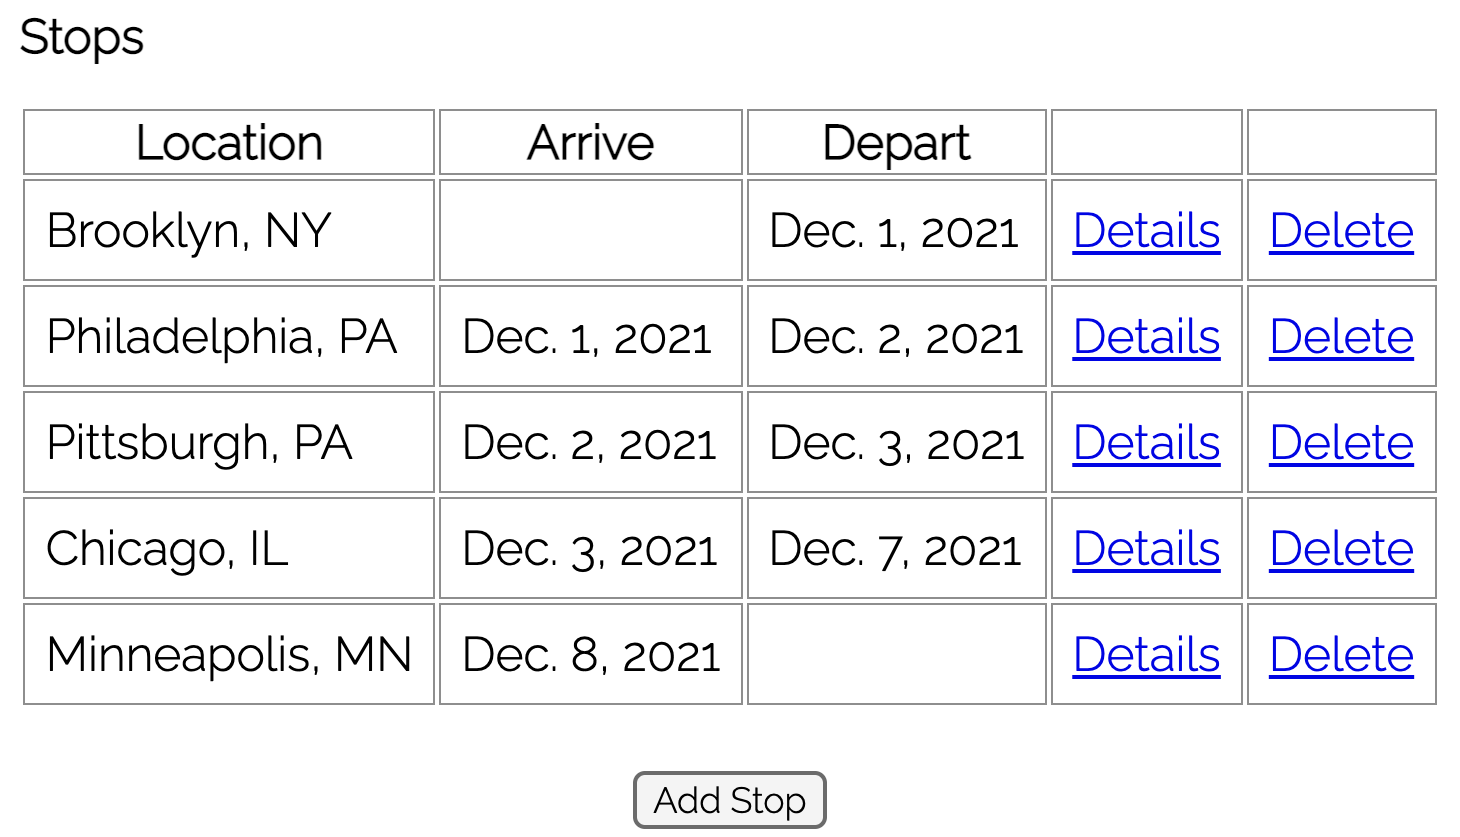 Stops
Location Arrive Depart
Brooklyn, NY Dec. 1, 2021 Details Delete
Philadelphia, PA Dec. 1, 2021 Dec. 2, 2021 Details Delete
Pittsburgh, PA Dec. 2, 2021 Dec. 3, 2021 Details Delete
Chicago, IL Dec. 3, 2021 Dec. 7, 2021 Details Delete
Minneapolis, MN Dec. 8, 2021 Details Delete
Add Stop